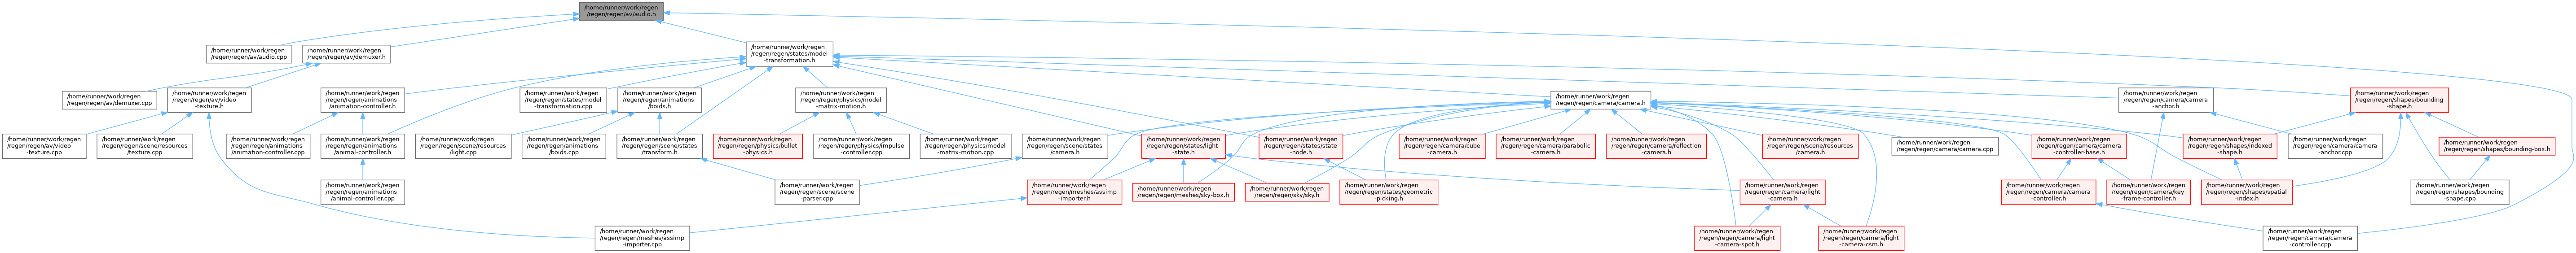 /home/runner/work/regen
/regen/regen/av/audio.h
/home/runner/work/regen
/regen/regen/av/audio.cpp
/home/runner/work/regen
/regen/regen/av/demuxer.h
/home/runner/work/regen
/regen/regen/states/model
-transformation.h
/home/runner/work/regen
/regen/regen/av/demuxer.cpp
/home/runner/work/regen
/regen/regen/av/video
-texture.h
/home/runner/work/regen
/regen/regen/animations
/animation-controller.h
/home/runner/work/regen
/regen/regen/states/model
-transformation.cpp
/home/runner/work/regen
/regen/regen/animations
/boids.h
/home/runner/work/regen
/regen/regen/physics/model
-matrix-motion.h
/home/runner/work/regen
/regen/regen/camera/camera.h
/home/runner/work/regen
/regen/regen/camera/camera
-anchor.h
/home/runner/work/regen
/regen/regen/shapes/bounding
-shape.h
/home/runner/work/regen
/regen/regen/av/video
-texture.cpp
/home/runner/work/regen
/regen/regen/scene/resources
/texture.cpp
/home/runner/work/regen
/regen/regen/animations
/animation-controller.cpp
/home/runner/work/regen
/regen/regen/animations
/animal-controller.h
/home/runner/work/regen
/regen/regen/scene/resources
/light.cpp
/home/runner/work/regen
/regen/regen/animations
/boids.cpp
/home/runner/work/regen
/regen/regen/scene/states
/transform.h
/home/runner/work/regen
/regen/regen/physics/bullet
-physics.h
/home/runner/work/regen
/regen/regen/physics/impulse
-controller.cpp
/home/runner/work/regen
/regen/regen/physics/model
-matrix-motion.cpp
/home/runner/work/regen
/regen/regen/scene/states
/camera.h
/home/runner/work/regen
/regen/regen/states/light
-state.h
/home/runner/work/regen
/regen/regen/states/state
-node.h
/home/runner/work/regen
/regen/regen/camera/cube
-camera.h
/home/runner/work/regen
/regen/regen/camera/parabolic
-camera.h
/home/runner/work/regen
/regen/regen/camera/reflection
-camera.h
/home/runner/work/regen
/regen/regen/scene/resources
/camera.h
/home/runner/work/regen
/regen/regen/camera/camera.cpp
/home/runner/work/regen
/regen/regen/camera/camera
-controller-base.h
/home/runner/work/regen
/regen/regen/shapes/indexed
-shape.h
/home/runner/work/regen
/regen/regen/camera/camera
-anchor.cpp
/home/runner/work/regen
/regen/regen/shapes/bounding-box.h
/home/runner/work/regen
/regen/regen/animations
/animal-controller.cpp
/home/runner/work/regen
/regen/regen/scene/scene
-parser.cpp
/home/runner/work/regen
/regen/regen/meshes/assimp
-importer.h
/home/runner/work/regen
/regen/regen/meshes/sky-box.h
/home/runner/work/regen
/regen/regen/sky/sky.h
/home/runner/work/regen
/regen/regen/states/geometric
-picking.h
/home/runner/work/regen
/regen/regen/camera/light
-camera.h
/home/runner/work/regen
/regen/regen/camera/camera
-controller.h
/home/runner/work/regen
/regen/regen/camera/key
-frame-controller.h
/home/runner/work/regen
/regen/regen/shapes/spatial
-index.h
/home/runner/work/regen
/regen/regen/shapes/bounding
-shape.cpp
/home/runner/work/regen
/regen/regen/meshes/assimp
-importer.cpp
/home/runner/work/regen
/regen/regen/camera/light
-camera-spot.h
/home/runner/work/regen
/regen/regen/camera/light
-camera-csm.h
/home/runner/work/regen
/regen/regen/camera/camera
-controller.cpp